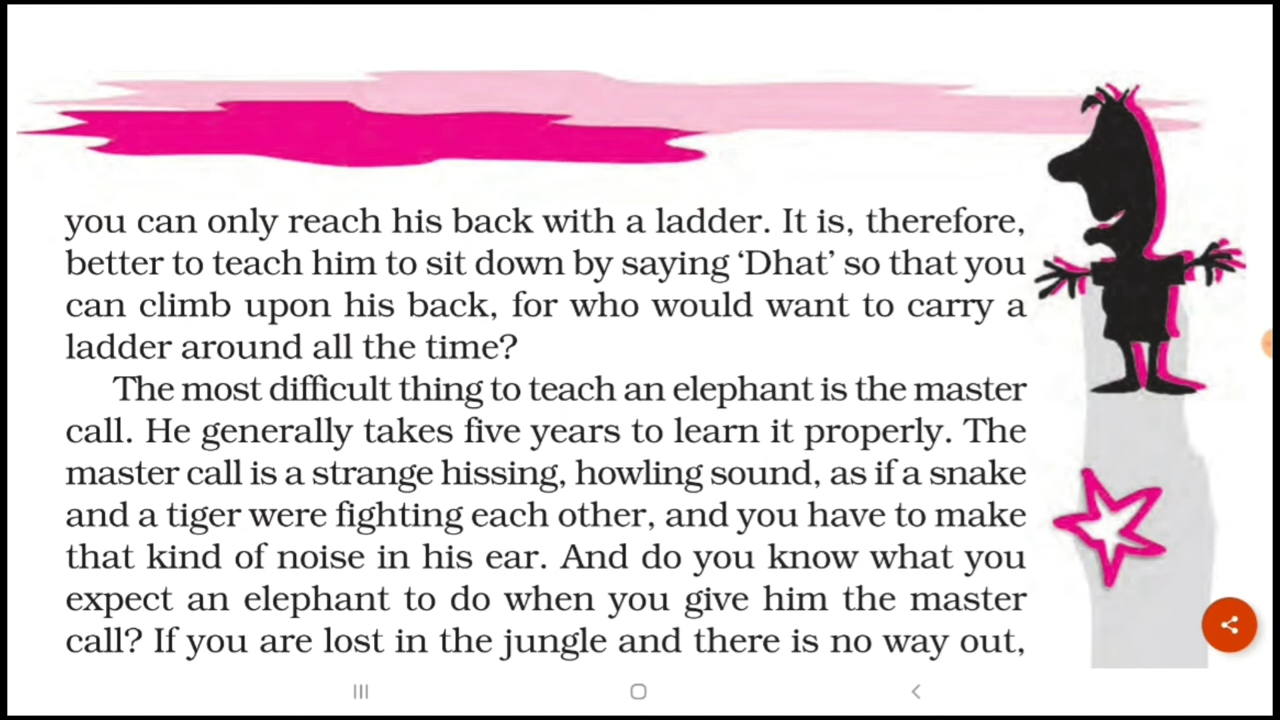 you can only reach his back with a ladder. It is, therefore,
better to teach him to sit down by saying ‘Dhat’ so that you
can climb upon his back, for who would want to carry a
ladder around all the time?
The most difficult thing to teach an elephant is the master
call. He generally takes five years to learn it properly. The
master call is a strange hissing, howling sound, as if a snake
and a tiger were fighting each other, and you have to make
that kind of noise in his ear. And do you know what you
expect an elephant to do when you give him the master
call? If you are lost in the jungle and there is no way out,